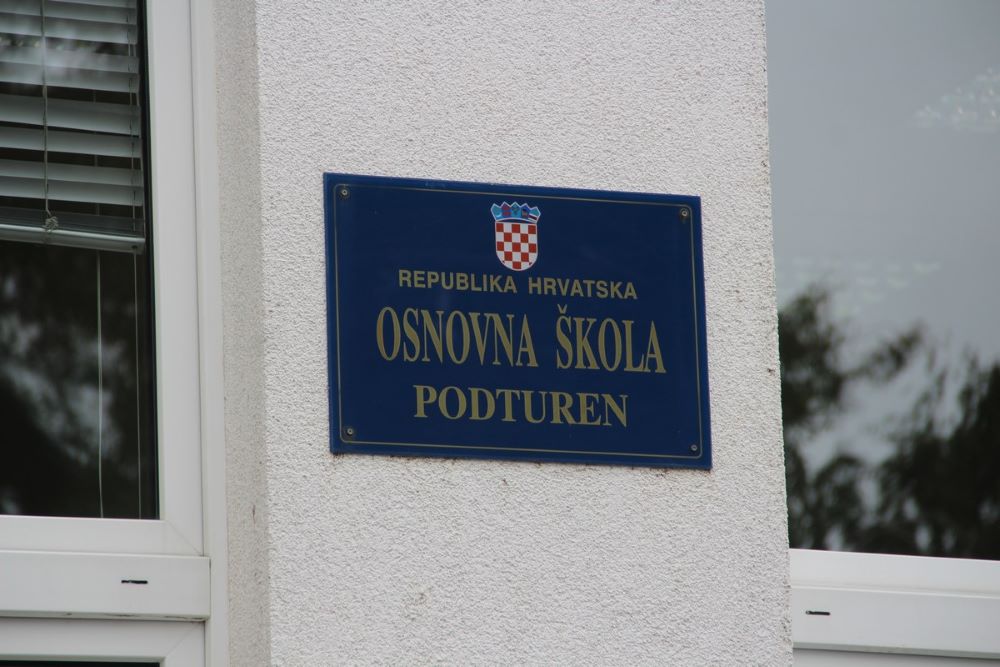 REPUBLIKA HRVATSKA
OSNOVNA ŠKOLA
PODTUREN